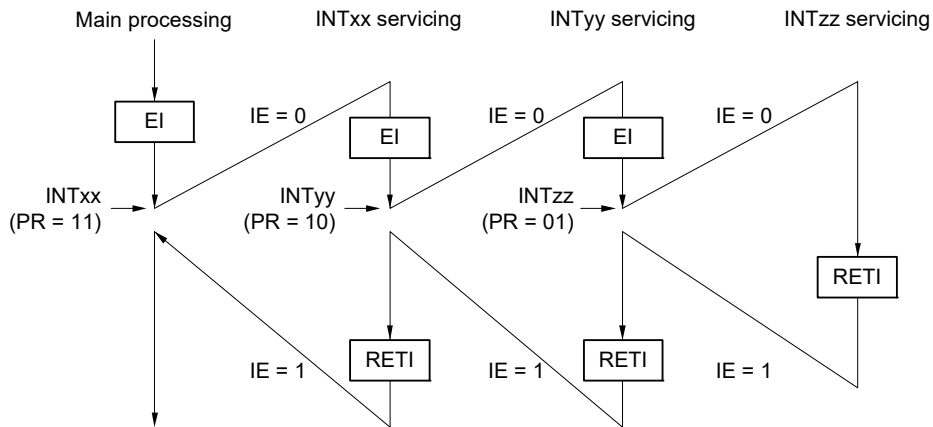 Main processing
INTxx servicing
INTyy servicing
INTzz servicing
EI
IE = 0
EI
IE = 0
EI
IE = 0
INTxx
(PR = 11)
INTyy
(PR = 10)
INTzz
(PR = 01)
RETI
IE = 1
RETI
IE = 1
RETI
IE = 1